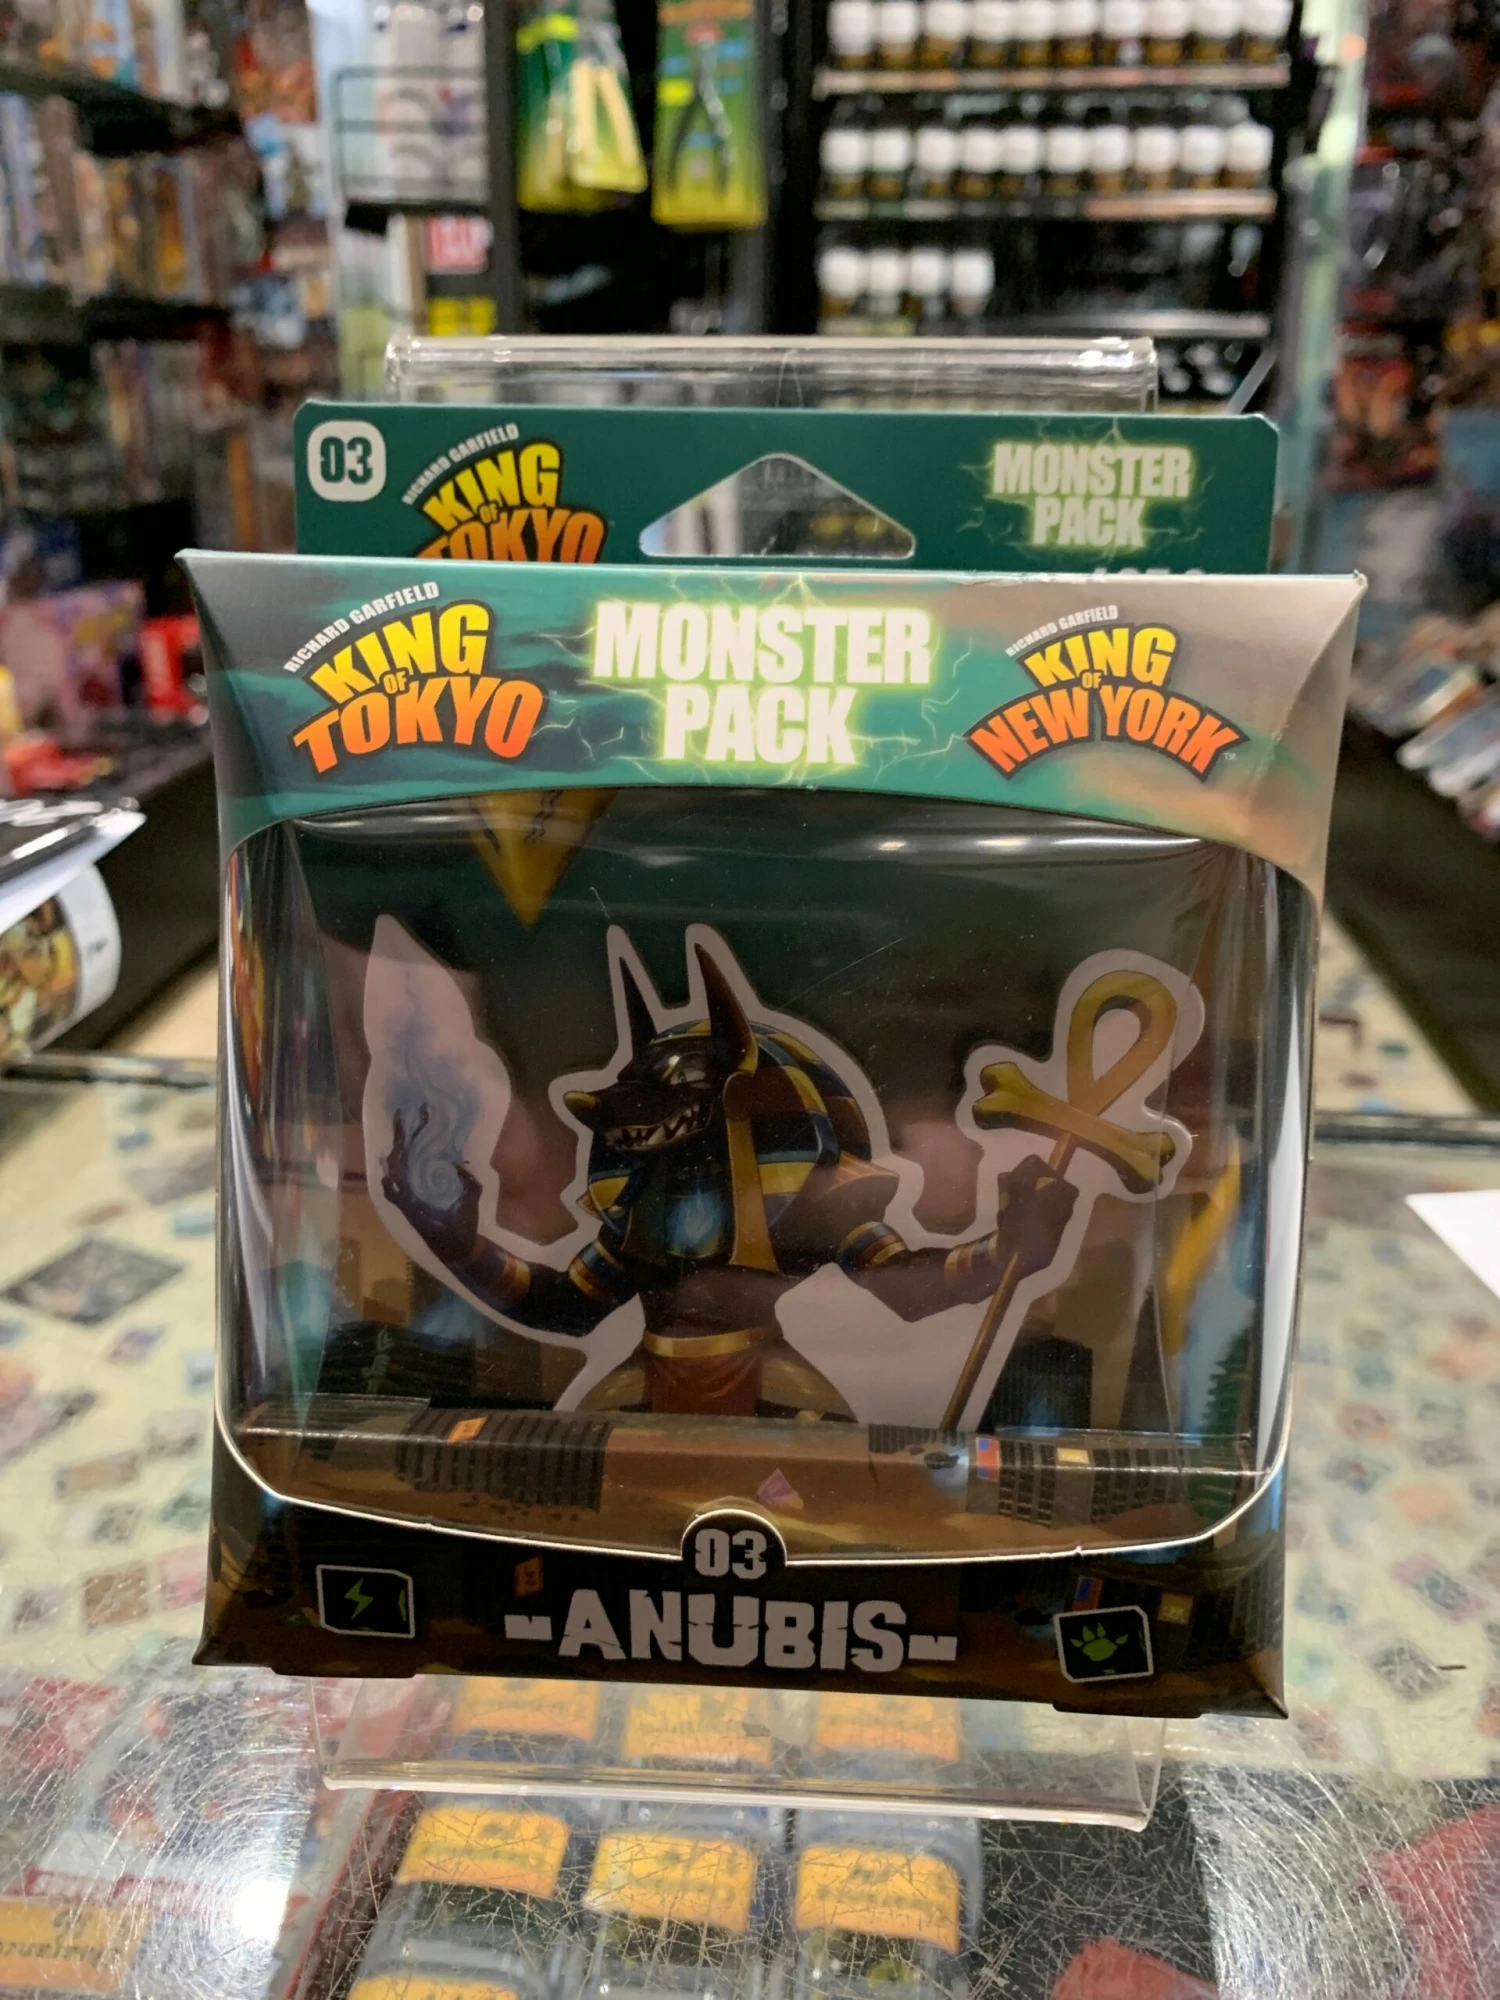 03
RICHARD GARFIELD
KING
OF
TOKYO
MONSTER
PACK
RICHARD GARFIELD
KING
OF
TOKYO
MONSTER
PACK
RICHARD GARFIELD
KING
OF
NEW YORK
TM
03
-ANUBIS-